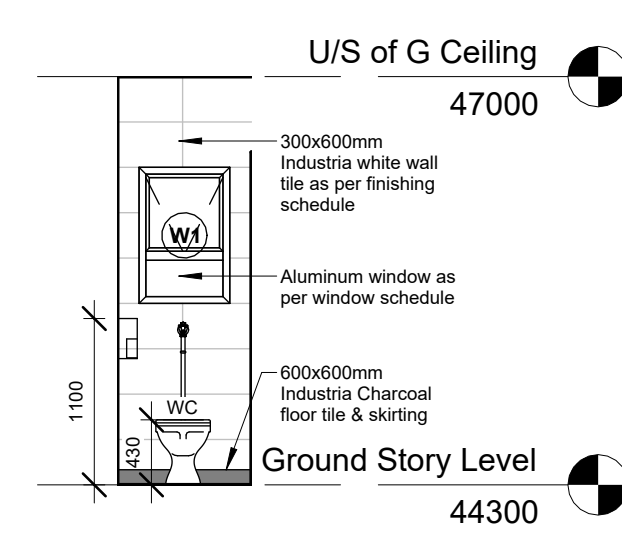 U/S of G Ceiling
47000
300x600mm
Industria white wall
tile as per finishing
schedule
W1
Aluminum window as
per window schedule
1100
600x600mm
Industria Charcoal
floor tile & skirting
WC
430
Ground Story Level
44300